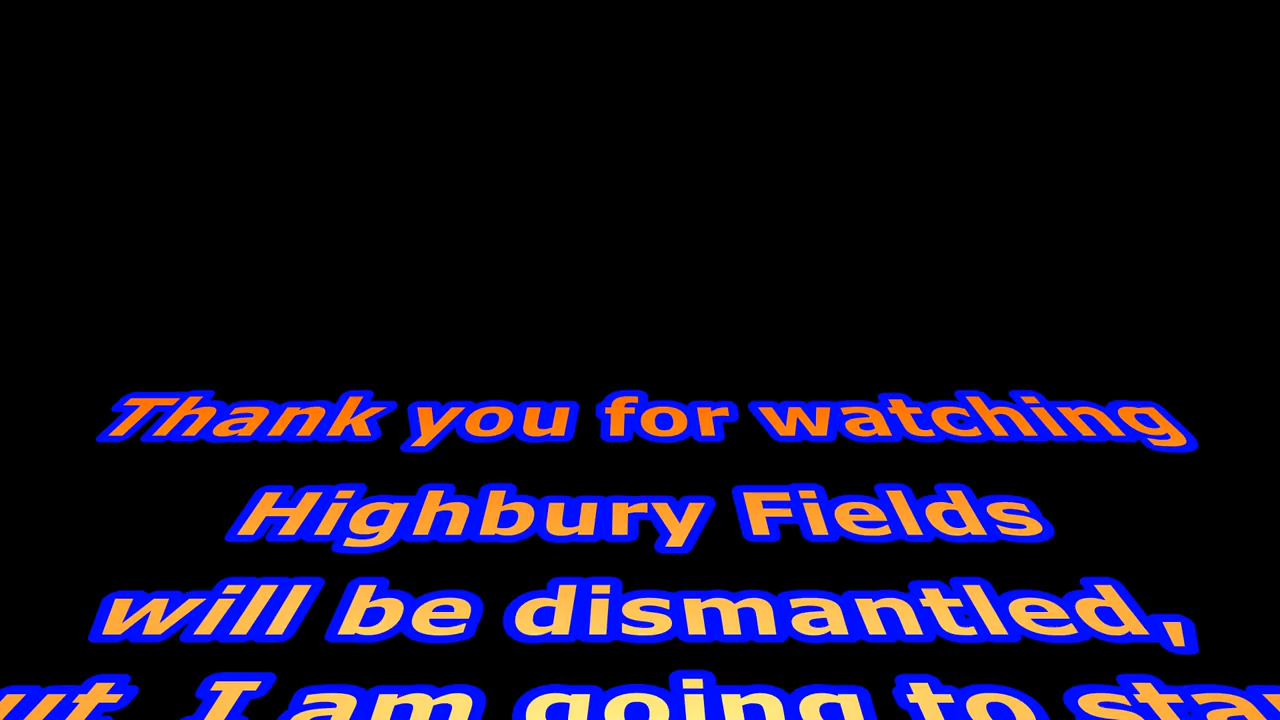 Thank you for watching
Highbury Fields
will be dismantled,
I am going to